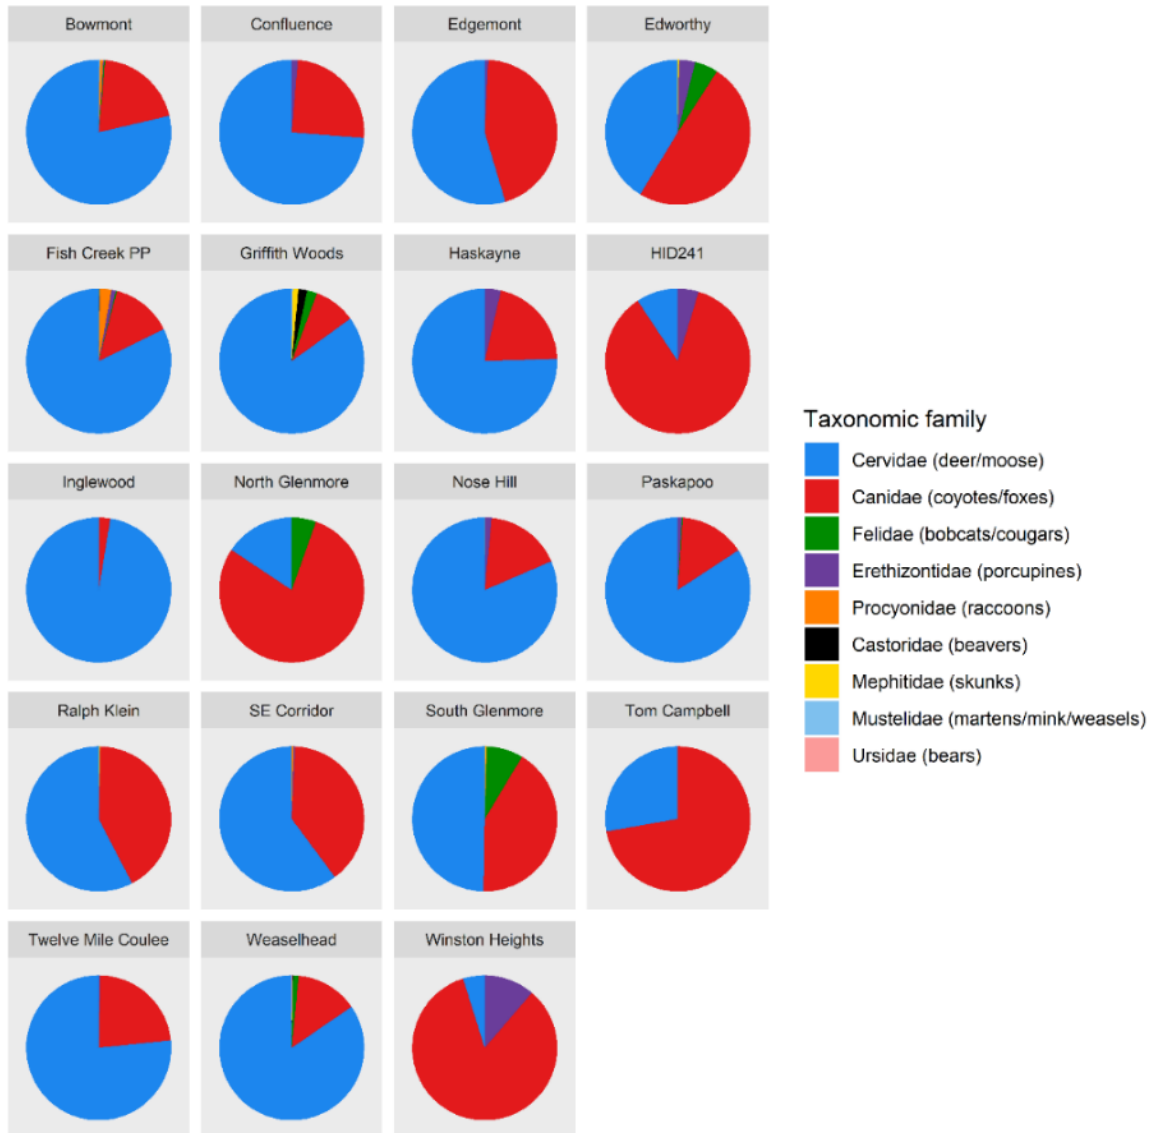 Bowmont
Confluence
Edgemont
Edworthy
Fish Creek PP
Griffith Woods
Haskayne
HID241
Inglewood
North Glenmore
Nose Hill
Paskapoo
Ralph Klein
SE Corridor
South Glenmore
Tom Campbell
Twelve Mile Coulee
Weaselhead
Winston Heights
Taxonomic family
Cervidae (deer/moose)
Canidae (coyotes/foxes)
Felidae (bobcats/cougars)
Erethizontidae (porcupines)
Procyonidae (raccoons)
Castoridae (beavers)
Mephitidae (skunks)
Mustelidae (martens/mink/weasels)
Ursidae (bears)